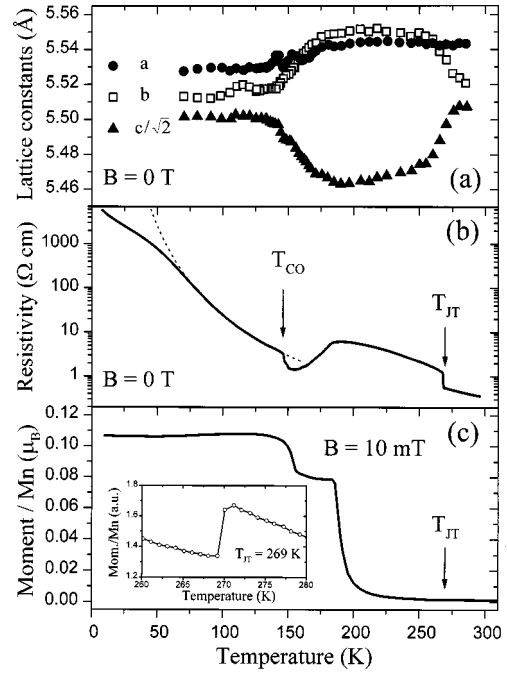 5.56
5.54
5.52
5.50
5.48
5.46
Lattice constants (Å)
a
b
c/√2
B = 0 T
(a)
1000
100
10
1
Resistivity (Ω cm)
T_CO
T_JT
B = 0 T
(b)
0.12
0.10
0.08
0.06
0.04
0.02
0.00
Moment / Mn (μ_B)
B = 10 mT
(c)
1.8
1.6
1.4
1.2
Mom./Mn (a.u.)
T_JT = 269 K
260 265 270 275 280
Temperature (K)
T_JT
0 50 100 150 200 250 300
Temperature (K)